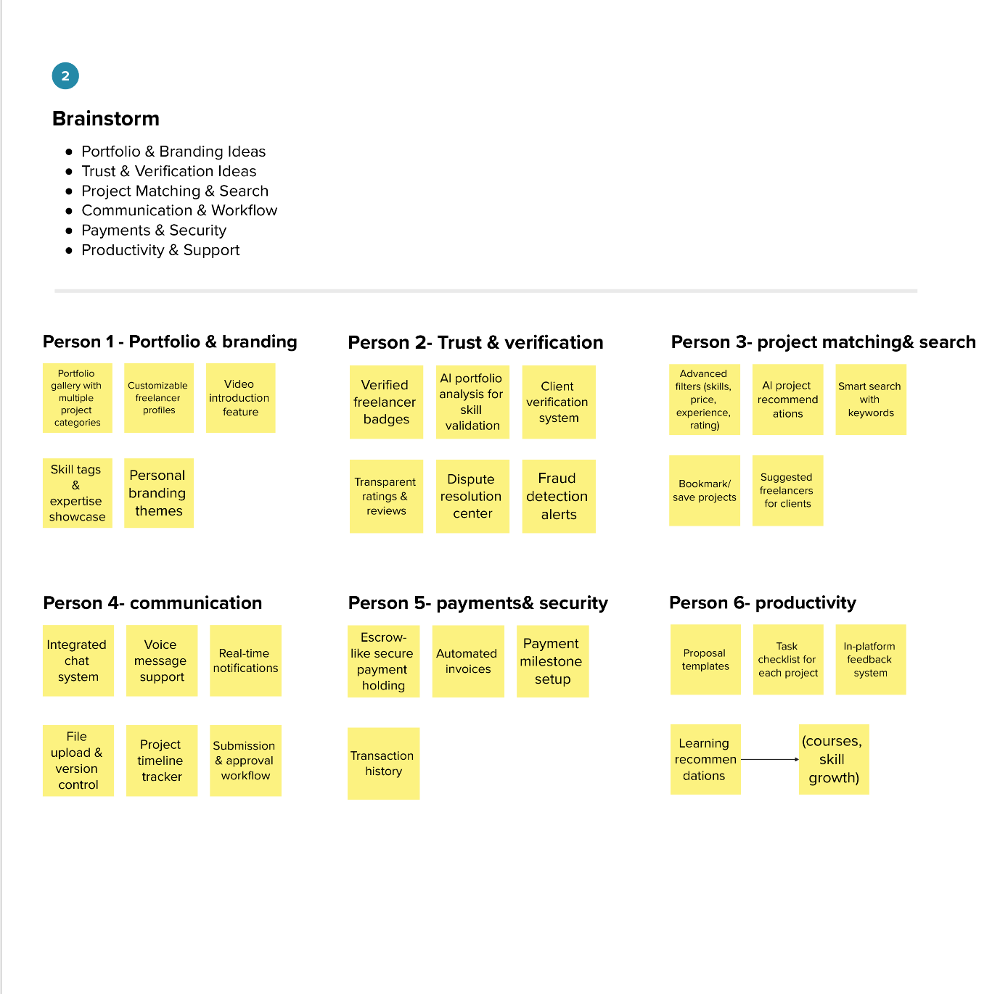 2
Brainstorm
● Portfolio & Branding Ideas
● Trust & Verification Ideas
● Project Matching & Search
● Communication & Workflow
● Payments & Security
● Productivity & Support
Person 1 - Portfolio & branding
Portfolio
gallery with
multiple
project
categories
Customizable
freelancer
profiles
Video
introduction
feature
Skill tags
&
expertise
showcase
Personal
branding
themes
Person 2- Trust & verification
Verified
freelancer
badges
AI portfolio
analysis for
skill
validation
Client
verification
system
Transparent
ratings &
reviews
Dispute
resolution
center
Fraud
detection
alerts
Person 3- project matching& search
Advanced
filters (skills,
price,
experience,
rating)
AI project
recommend
ations
Smart search
with
keywords
Bookmark/
save projects
Suggested
freelancers
for clients
Person 4- communication
Integrated
chat
system
Voice
message
support
Real-time
notifications
File
upload &
version
control
Project
timeline
tracker
Submission
& approval
workflow
Person 5- payments& security
Escrow-
like secure
payment
holding
Automated
invoices
Payment
milestone
setup
Transaction
history
Person 6- productivity
Proposal
templates
Task
checklist for
each project
In-platform
feedback
system
Learning
recommen
dations
(courses,
skill
growth)